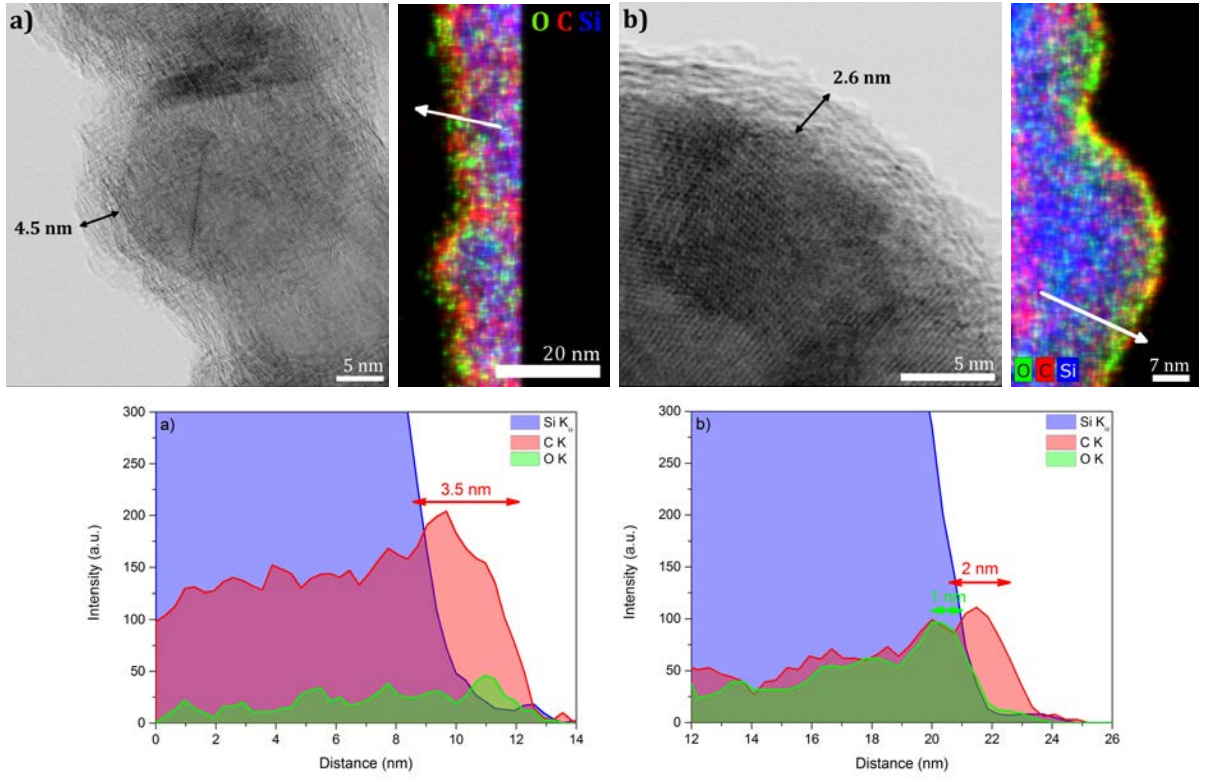 a)
4.5 nm
5 nm
O C Si
20 nm
b)
2.6 nm
5 nm
O C Si
7 nm
300
250
200
150
100
50
0
Intensity (a.u.)
a)
Si Kα
C K
O K
3.5 nm
0 2 4 6 8 10 12 14
Distance (nm)
300
250
200
150
100
50
0
Intensity (a.u.)
b)
Si Kα
C K
O K
2 nm
1 nm
12 14 16 18 20 22 24 26
Distance (nm)